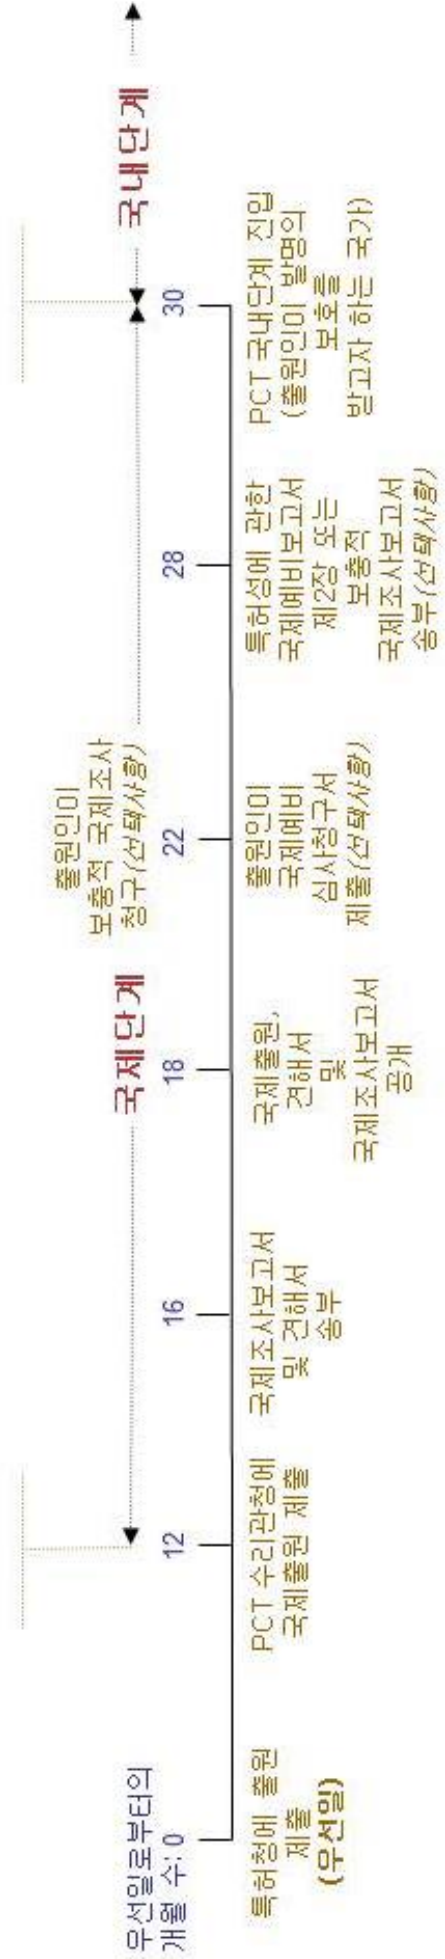 출원인이
보충적 국제조사
청구(선택사항)
국제단계
국내단계
우선일로부터의
개월 수: 0
12
16
18
22
28
30
특허청에 출원
제출
(우선일)
PCT 수리관청에
국제출원 제출
국제조사보고서
및 견해서
송부
국제출원,
견해서
및
국제조사보고서
공개
출원인이
국제예비
심사청구서
제출(선택사항)
특허성에 관한
국제예비보고서
제2장 또는
보충적
국제조사보고서
송부(선택사항)
PCT 국내단계 진입
(출원인이 발명의
보호를
받고자 하는 국가)